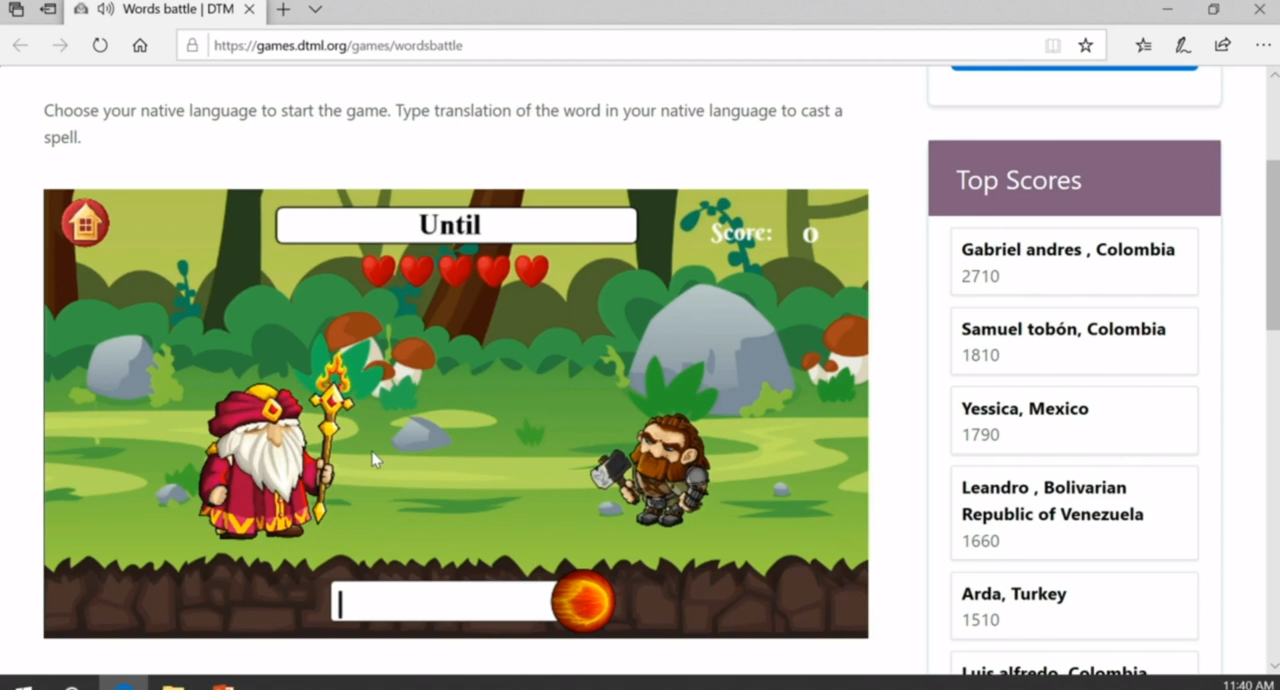 Words battle | DTM
https://games.dtml.org/games/wordsbattle
Choose your native language to start the game. Type translation of the word in your native language to cast a
spell.
Until
Score: 0
Top Scores
Gabriel andres , Colombia
2710
Samuel tobón, Colombia
1810
Yessica, Mexico
1790
Leandro , Bolivarian
Republic of Venezuela
1660
Arda, Turkey
1510
Luis alfredo, Colombia
11:40 AM